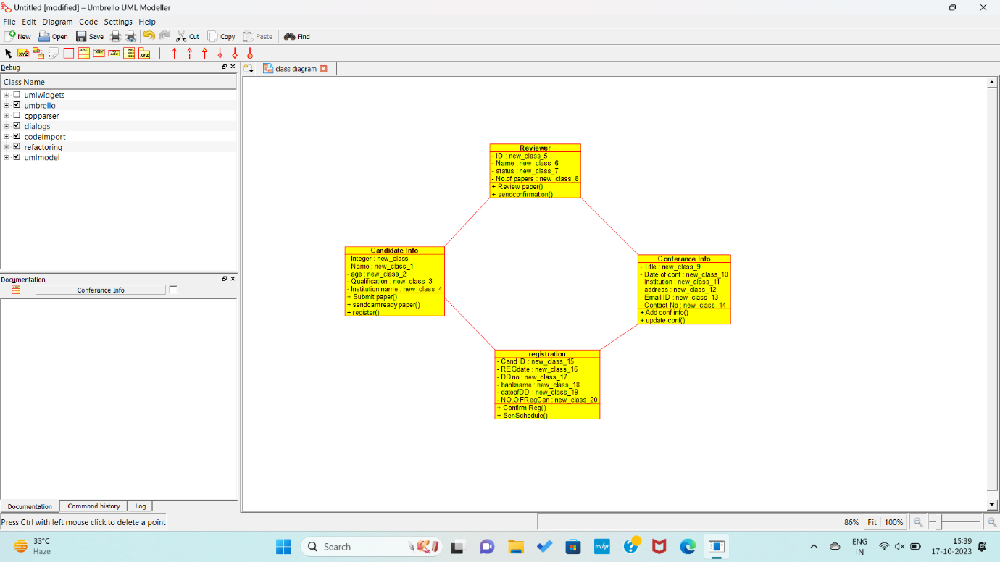 Untitled [modified] – Umbrello UML Modeller
File Edit Diagram Code Settings Help
New Open Save Cut Copy Paste Find
Debug
class diagram
Class Name
umlwidgets
umbrello
cppparser
dialogs
codeimport
refactoring
umlmodel
Reviewer
- ID : new_class_5
- Name : new_class_6
- status : new_class_7
- No.of papers : new_class_8
+ Review paper()
+ sendconfirmation()
Candidate Info
- Integer : new_class
- Name : new_class_1
- age : new_class_2
- Qualification : new_class_3
- Institution name : new_class_4
+ Submit paper()
+ sendcamready paper()
+ register()
Conferance Info
- Title : new_class_9
- Date of conf : new_class_10
- Institution : new_class_11
- address : new_class_12
- Email ID : new_class_13
- Contact No : new_class_14
+ Add conf info()
+ update conf()
registration
- Cand iD : new_class_15
- REGdate : new_class_16
- DDno : new_class_17
- bankname : new_class_18
- dateofDD : new_class_19
- NO.OFRegCan : new_class_20
+ Confirm Reg()
+ SenSchedule()
Documentation
Conferance Info
Documentation Command history Log
Press Ctrl with left mouse click to delete a point
86% Fit 100%
33°C
Haze
Search
myhp
ENG
IN
15:39
17-10-2023